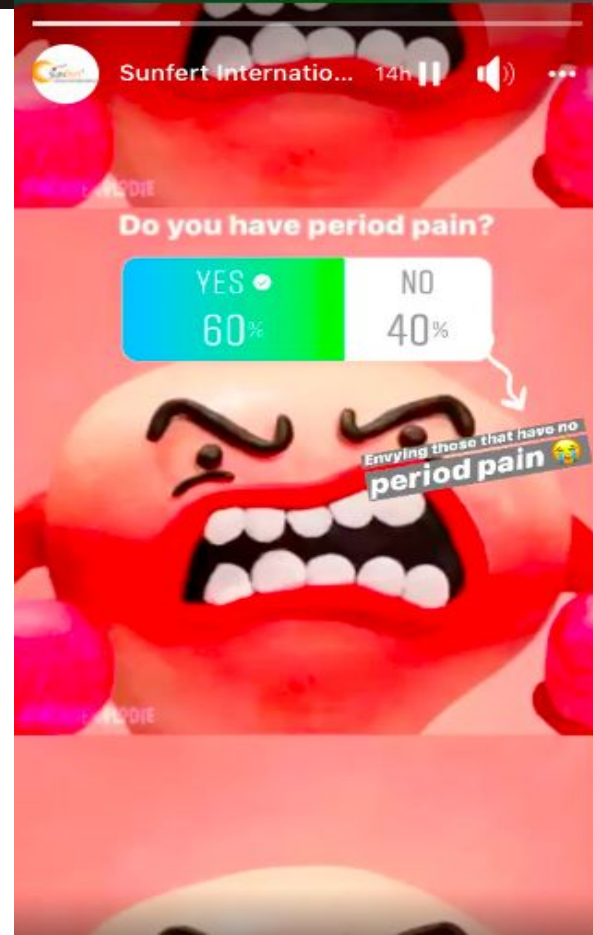 Sunfert Internatio... 14h
Do you have period pain?
YES NO
60% 40%
Envying those that have no
period pain 😭